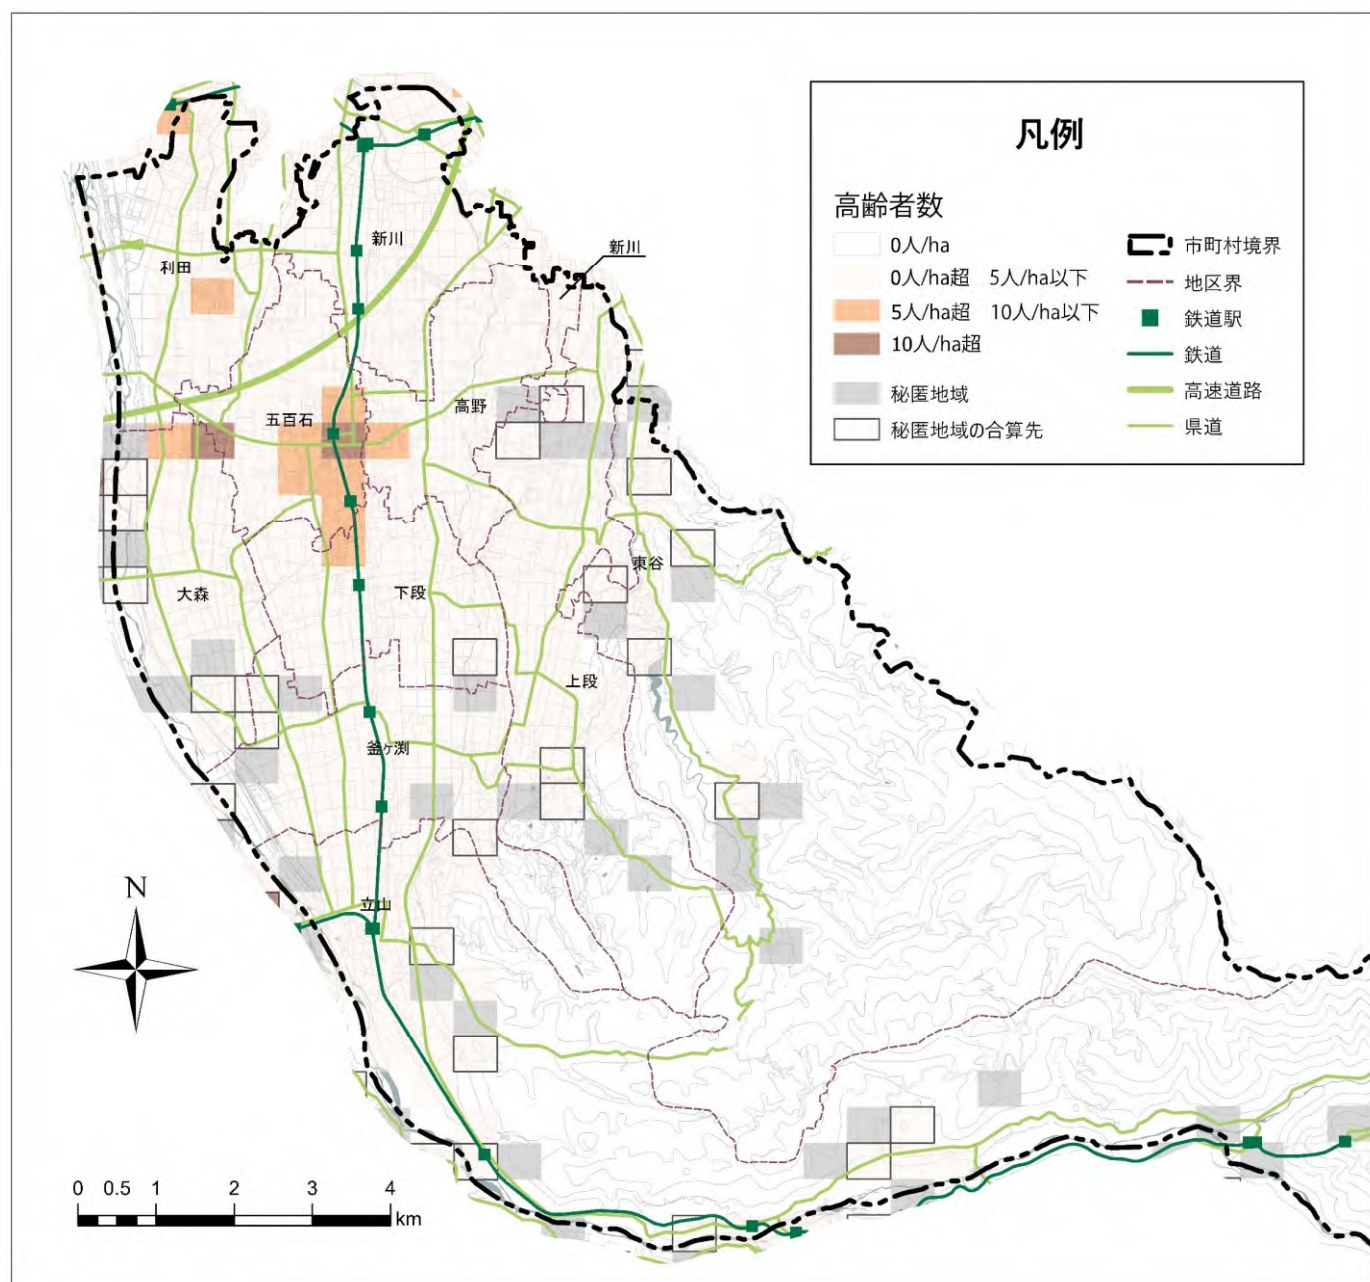 凡例
高齢者数
0人/ha
0人/ha超 5人/ha以下
5人/ha超 10人/ha以下
10人/ha超
秘匿地域
秘匿地域の合算先
市町村境界
地区界
鉄道駅
鉄道
高速道路
県道
新川
新川
利田
高野
五百石
東谷
大森
下段
上段
釜ヶ渕
立山
N
0 0.5 1 2 3 4
km